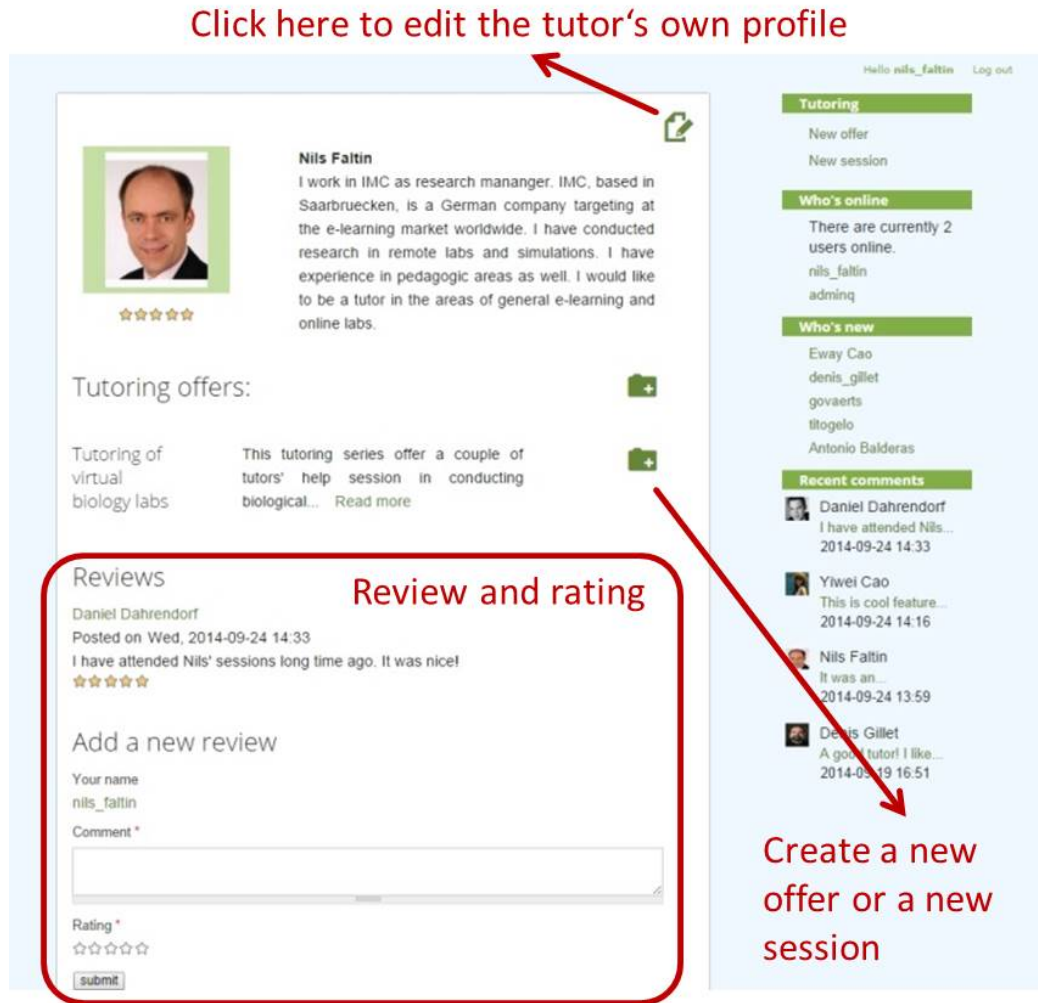 Click here to edit the tutor‘s own profile
Hello nils_faltin Log out
Nils Faltin
I work in IMC as research mananger. IMC, based in
Saarbruecken, is a German company targeting at
the e-learning market worldwide. I have conducted
research in remote labs and simulations. I have
experience in pedagogic areas as well. I would like
to be a tutor in the areas of general e-learning and
online labs.
Tutoring offers:
Tutoring of
virtual
biology labs
This tutoring series offer a couple of
tutors' help session in conducting
biological... Read more
Reviews
Review and rating
Daniel Dahrendorf
Posted on Wed, 2014-09-24 14:33
I have attended Nils' sessions long time ago. It was nice!
Add a new review
Your name
nils_faltin
Comment *
Rating *
submit
Tutoring
New offer
New session
Who's online
There are currently 2
users online.
nils_faltin
adminq
Who's new
Eway Cao
denis_gillet
govaerts
titogelo
Antonio Balderas
Recent comments
Daniel Dahrendorf
I have attended Nils...
2014-09-24 14:33
Yiwei Cao
This is cool feature...
2014-09-24 14:16
Nils Faltin
It was an...
2014-09-24 13:59
Denis Gillet
A good tutor! I like...
2014-09-19 16:51
Create a new
offer or a new
session